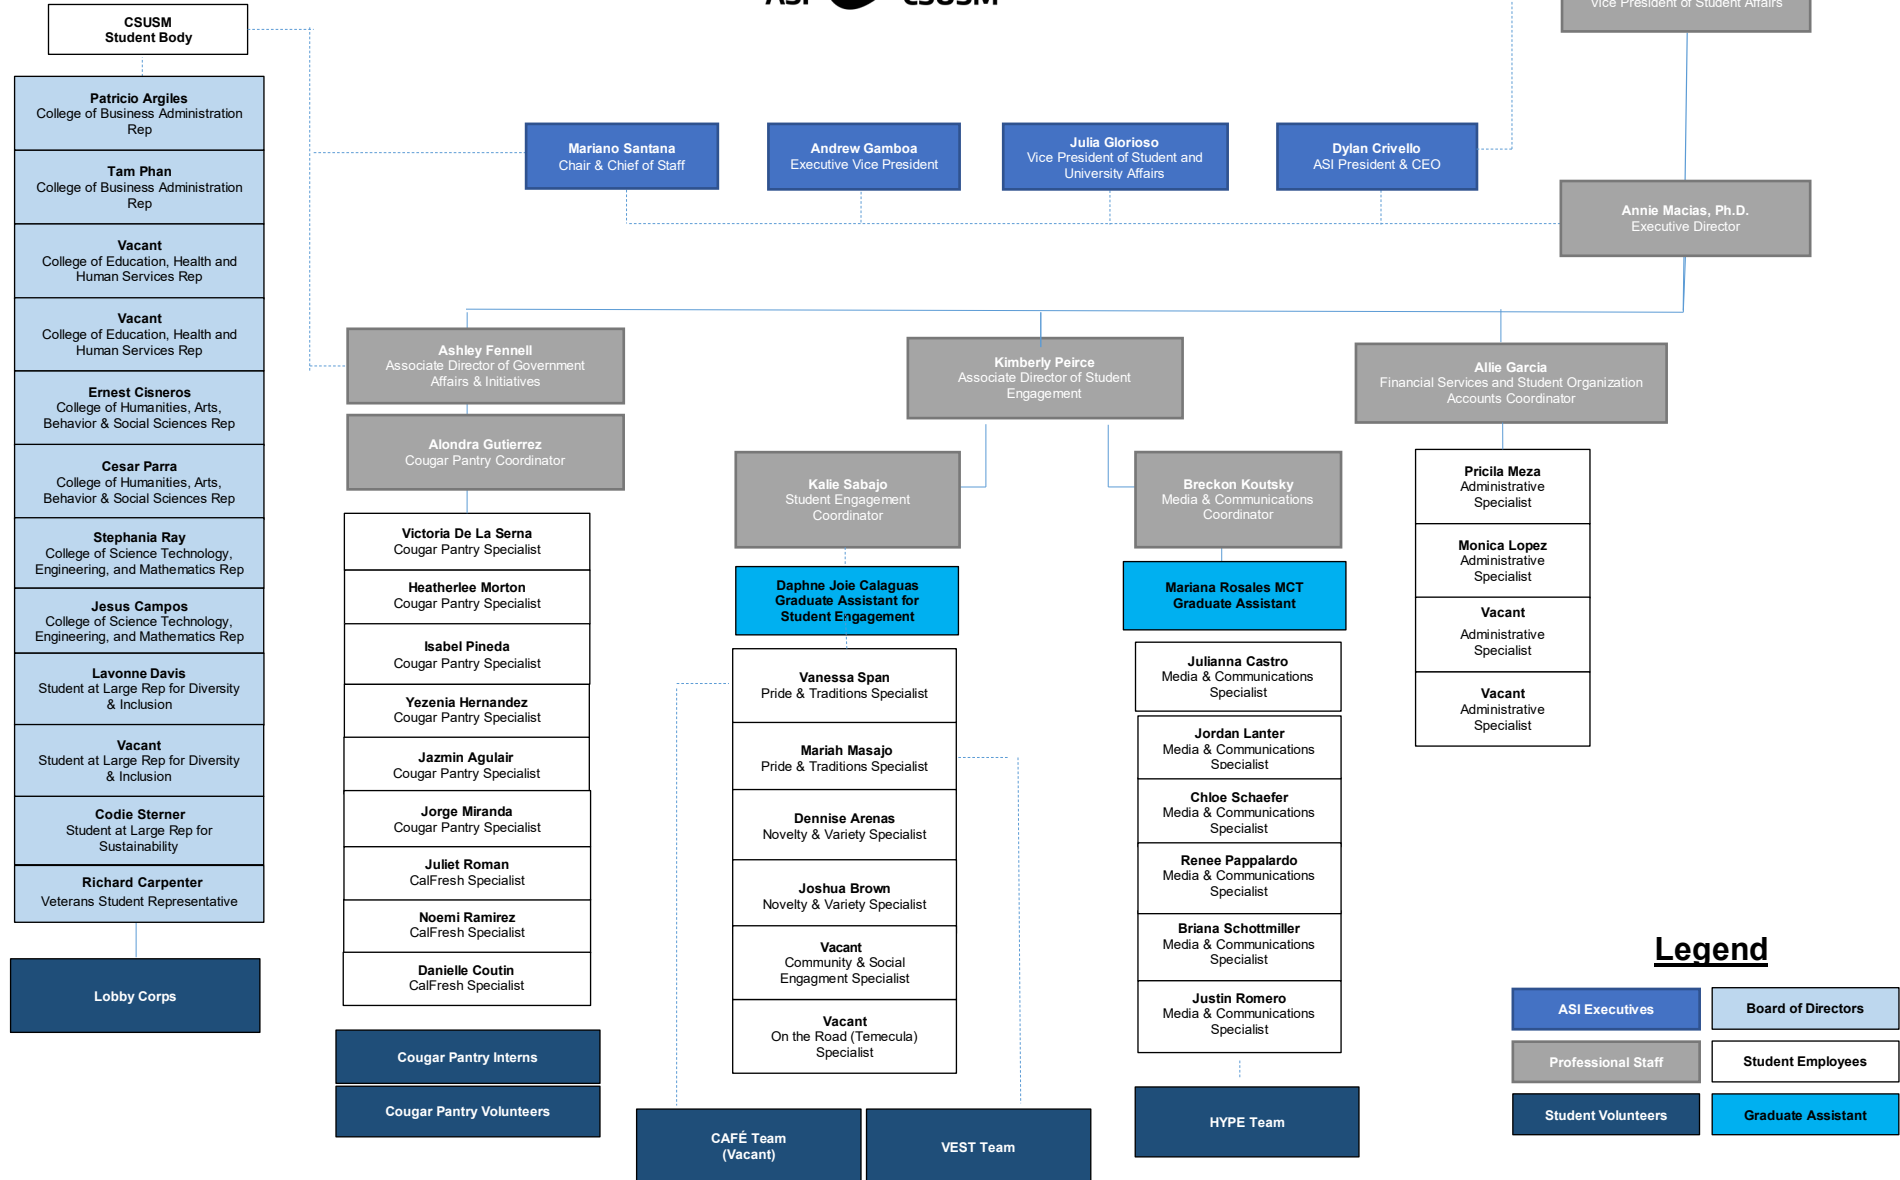 ASI CSUSM
Vice President of Student Affairs
CSUSM
Student Body
Patricio Argiles
College of Business Administration
Rep
Tam Phan
College of Business Administration
Rep
Vacant
College of Education, Health and
Human Services Rep
Vacant
College of Education, Health and
Human Services Rep
Ernest Cisneros
College of Humanities, Arts,
Behavior & Social Sciences Rep
Cesar Parra
College of Humanities, Arts,
Behavior & Social Sciences Rep
Stephania Ray
College of Science Technology,
Engineering, and Mathematics Rep
Jesus Campos
College of Science Technology,
Engineering, and Mathematics Rep
Lavonne Davis
Student at Large Rep for Diversity
& Inclusion
Vacant
Student at Large Rep for Diversity
& Inclusion
Codie Sterner
Student at Large Rep for
Sustainability
Richard Carpenter
Veterans Student Representative
Lobby Corps
Mariano Santana
Chair & Chief of Staff
Andrew Gamboa
Executive Vice President
Julia Glorioso
Vice President of Student and
University Affairs
Dylan Crivello
ASI President & CEO
Annie Macias, Ph.D.
Executive Director
Ashley Fennell
Associate Director of Government
Affairs & Initiatives
Alondra Gutierrez
Cougar Pantry Coordinator
Victoria De La Serna
Cougar Pantry Specialist
Heatherlee Morton
Cougar Pantry Specialist
Isabel Pineda
Cougar Pantry Specialist
Yezenia Hernandez
Cougar Pantry Specialist
Jazmin Agulair
Cougar Pantry Specialist
Jorge Miranda
Cougar Pantry Specialist
Juliet Roman
CalFresh Specialist
Noemi Ramirez
CalFresh Specialist
Danielle Coutin
CalFresh Specialist
Cougar Pantry Interns
Cougar Pantry Volunteers
Kimberly Peirce
Associate Director of Student
Engagement
Kalie Sabajo
Student Engagement
Coordinator
Daphne Joie Calaguas
Graduate Assistant for
Student Engagement
Vanessa Span
Pride & Traditions Specialist
Mariah Masajo
Pride & Traditions Specialist
Dennise Arenas
Novelty & Variety Specialist
Joshua Brown
Novelty & Variety Specialist
Vacant
Community & Social
Engagment Specialist
Vacant
On the Road (Temecula)
Specialist
CAFÉ Team
(Vacant)
VEST Team
Breckon Koutsky
Media & Communications
Coordinator
Mariana Rosales MCT
Graduate Assistant
Julianna Castro
Media & Communications
Specialist
Jordan Lanter
Media & Communications
Specialist
Chloe Schaefer
Media & Communications
Specialist
Renee Pappalardo
Media & Communications
Specialist
Briana Schottmiller
Media & Communications
Specialist
Justin Romero
Media & Communications
Specialist
HYPE Team
Allie Garcia
Financial Services and Student Organization
Accounts Coordinator
Pricila Meza
Administrative
Specialist
Monica Lopez
Administrative
Specialist
Vacant
Administrative
Specialist
Vacant
Administrative
Specialist
Legend
ASI Executives
Board of Directors
Professional Staff
Student Employees
Student Volunteers
Graduate Assistant